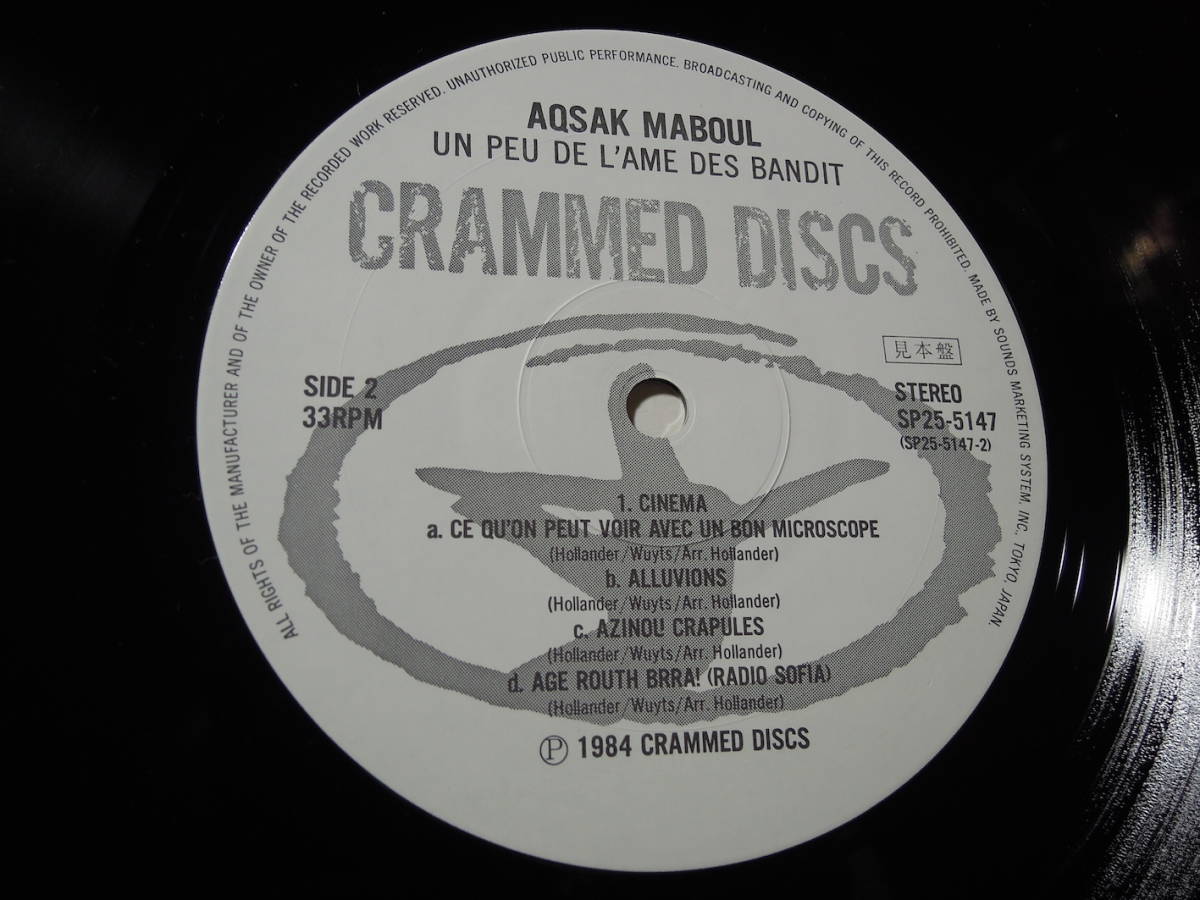 ALL RIGHTS OF THE MANUFACTURER AND OF THE OWNER OF THE RECORDED WORK RESERVED. UNAUTHORIZED PUBLIC PERFORMANCE. BROADCASTING AND COPYING OF THIS RECORD PROHIBITED. MADE BY SOUNDS MARKETING SYSTEM, INC. TOKYO, JAPAN.
AQSAK MABOUL
UN PEU DE L'AME DES BANDIT
CRAMMED DISCS
見本盤
SIDE 2
33RPM
STEREO
SP25-5147
(SP25-5147-2)
1. CINEMA
a. CE QU'ON PEUT VOIR AVEC UN BON MICROSCOPE
(Hollander/Wuyts/Arr. Hollander)
b. ALLUVIONS
(Hollander/Wuyts/Arr. Hollander)
c. AZINOU! CRAPULES
(Hollander/Wuyts/Arr. Hollander)
d. AGE ROUTH BRRA! (RADIO SOFIA)
(Hollander/Wuyts/Arr. Hollander)
Ⓟ 1984 CRAMMED DISCS